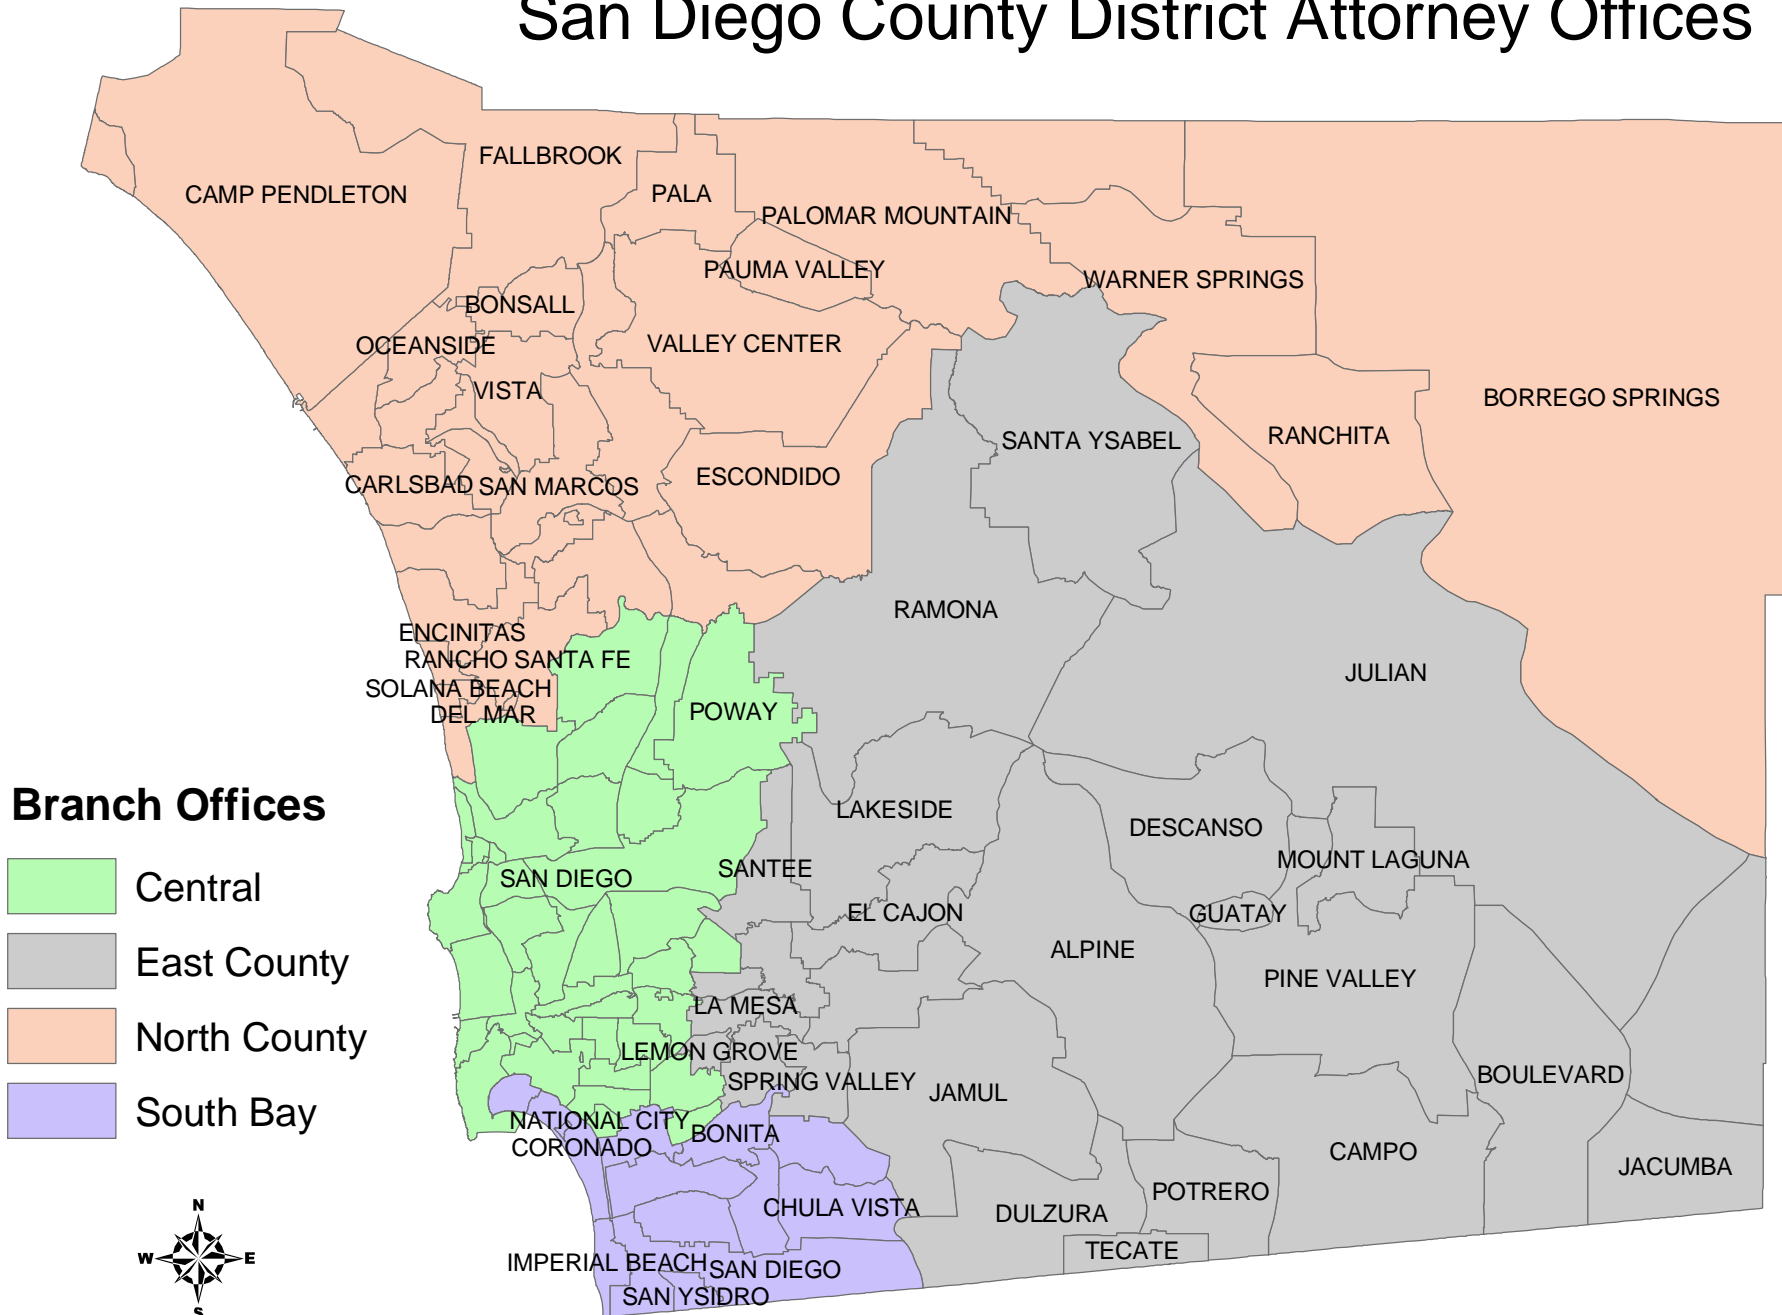 San Diego County District Attorney Offices
FALLBROOK
CAMP PENDLETON
PALA
PALOMAR MOUNTAIN
PAUMA VALLEY
WARNER SPRINGS
BONSALL
OCEANSIDE
VALLEY CENTER
VISTA
BORREGO SPRINGS
RANCHITA
SANTA YSABEL
CARLSBAD
SAN MARCOS
ESCONDIDO
RAMONA
ENCINITAS
RANCHO SANTA FE
JULIAN
SOLANA BEACH
DEL MAR
POWAY
LAKESIDE
DESCANSO
MOUNT LAGUNA
SANTEE
SAN DIEGO
EL CAJON
GUATAY
ALPINE
PINE VALLEY
LA MESA
LEMON GROVE
SPRING VALLEY
JAMUL
BOULEVARD
NATIONAL CITY
BONITA
CORONADO
CAMPO
JACUMBA
POTRERO
CHULA VISTA
DULZURA
TECATE
IMPERIAL BEACH
SAN DIEGO
SAN YSIDRO
Branch Offices
Central
East County
North County
South Bay
N
W E
S